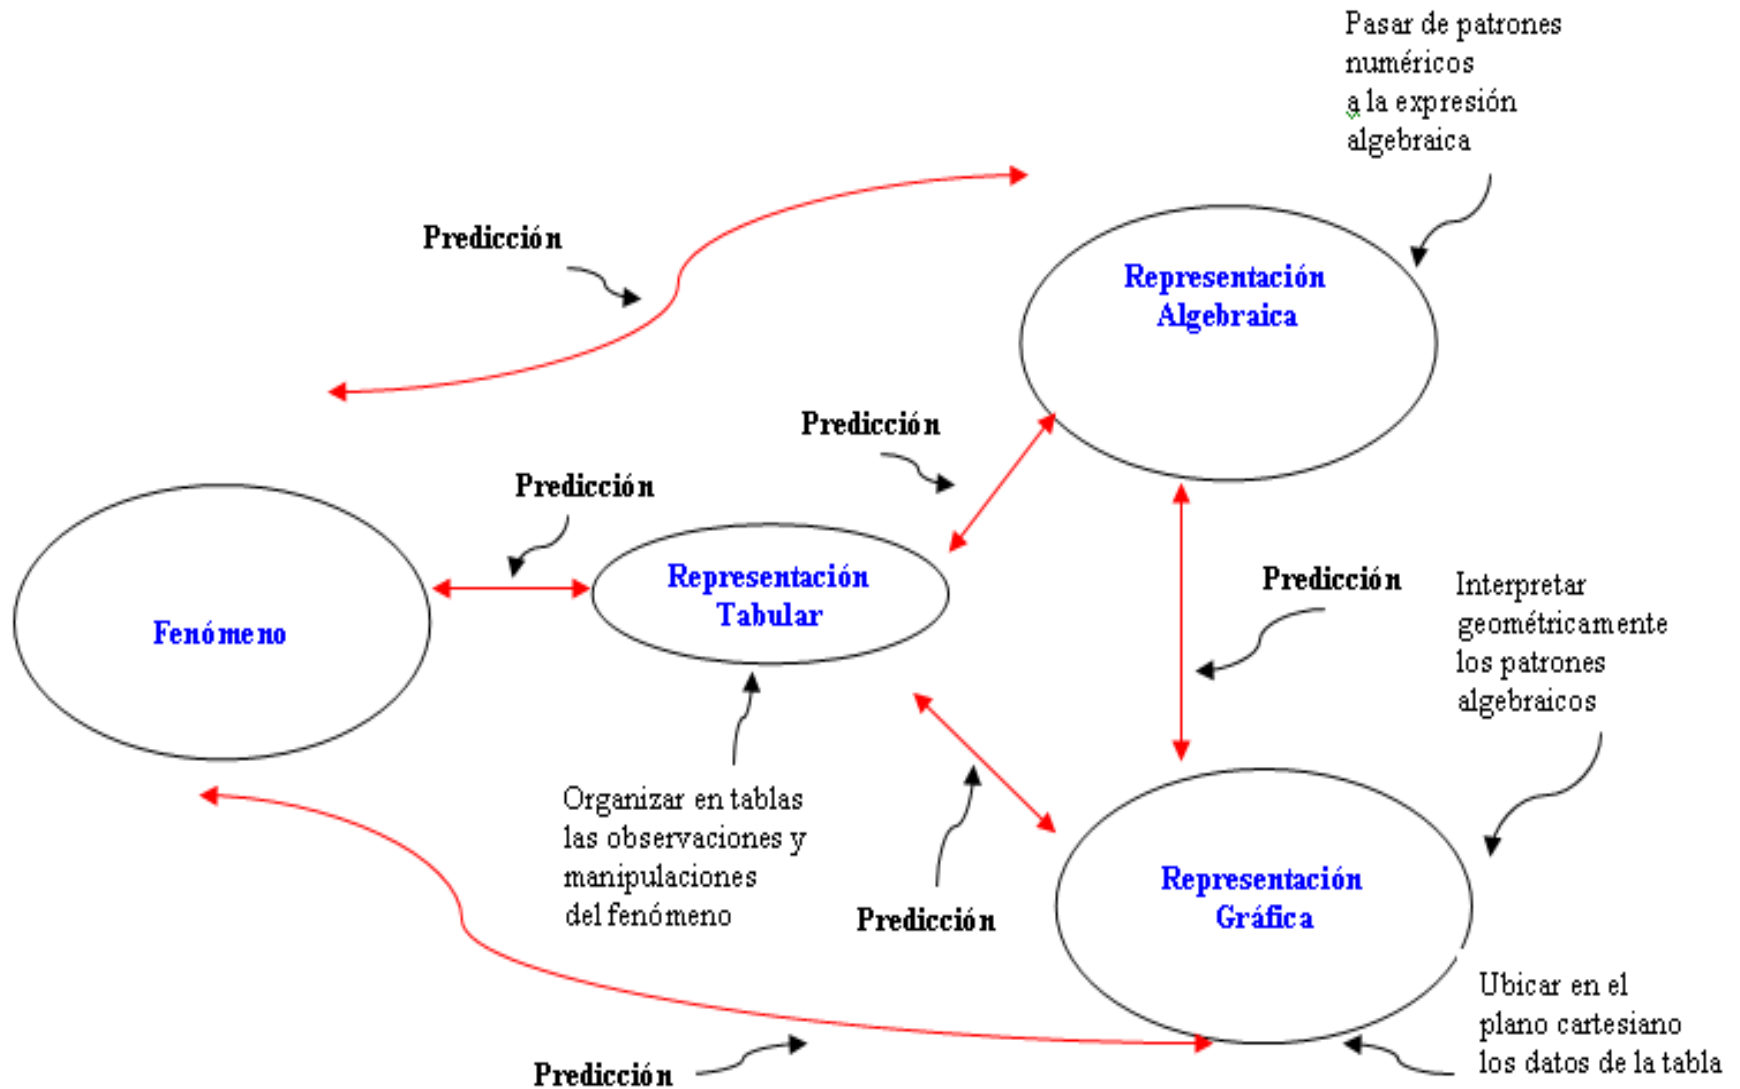 Pasar de patrones
numéricos
a la expresión
algebraica
Predicción
Representación
Algebraica
Predicción
Predicción
Representación
Tabular
Fenómeno
Predicción
Interpretar
geométricamente
los patrones
algebraicos
Organizar en tablas
las observaciones y
manipulaciones
del fenómeno
Predicción
Representación
Gráfica
Ubicar en el
plano cartesiano
los datos de la tabla
Predicción